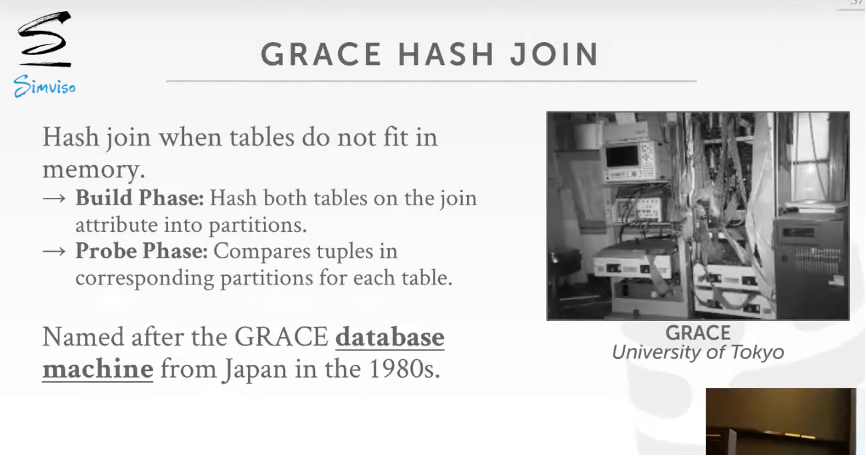 Simviso
GRACE HASH JOIN
Hash join when tables do not fit in
memory.
→ Build Phase: Hash both tables on the join
attribute into partitions.
→ Probe Phase: Compares tuples in
corresponding partitions for each table.
Named after the GRACE database
machine from Japan in the 1980s.
GRACE
University of Tokyo